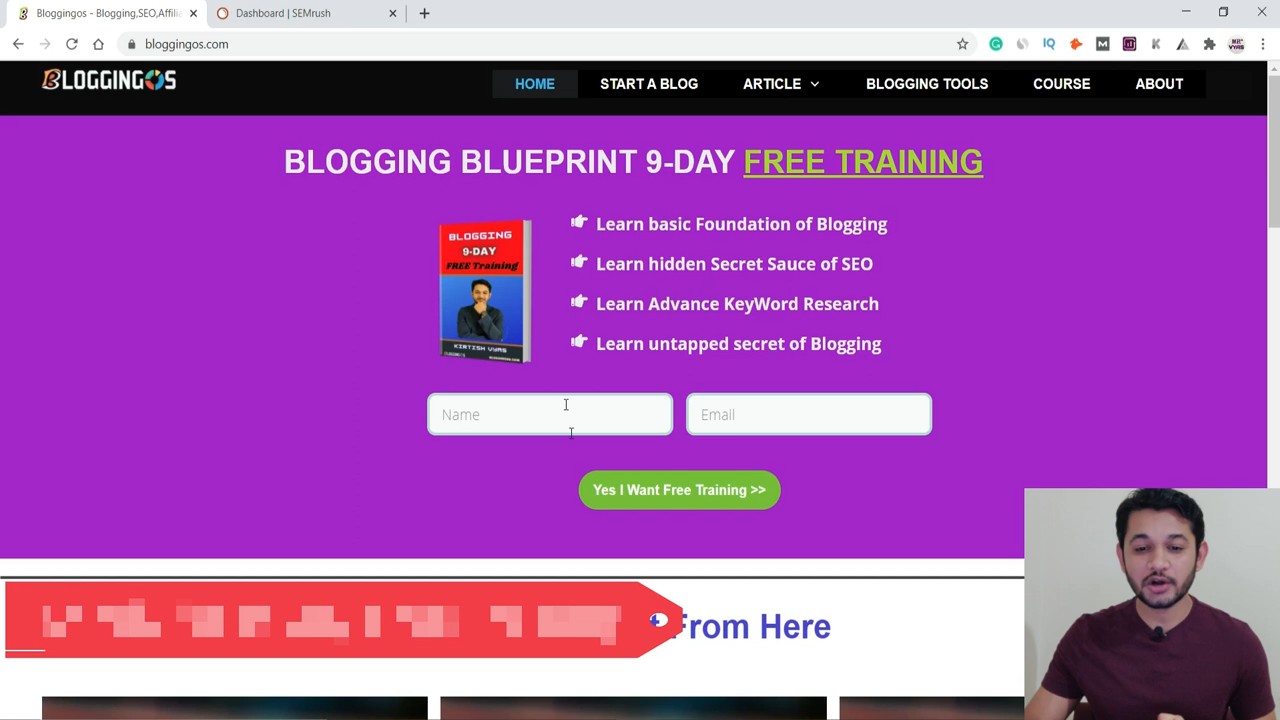 Bloggingos - Blogging,SEO,Affilia
Dashboard | SEMrush
bloggingos.com
BLOGGINGOS
HOME
START A BLOG
ARTICLE
BLOGGING TOOLS
COURSE
ABOUT
BLOGGING BLUEPRINT 9-DAY FREE TRAINING
BLOGGING
9-DAY
FREE Training
KIRTISH VYAS
Learn basic Foundation of Blogging
Learn hidden Secret Sauce of SEO
Learn Advance KeyWord Research
Learn untapped secret of Blogging
Name
Email
Yes I Want Free Training >>
From Here